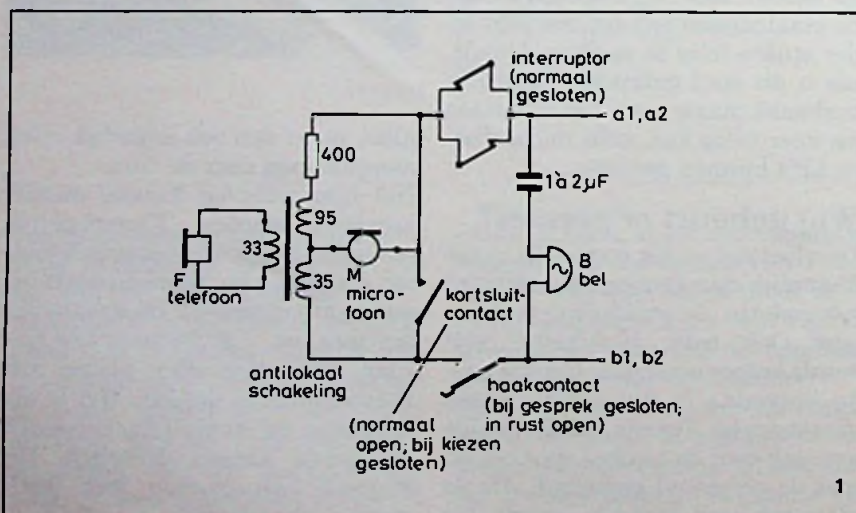 interruptor
(normaal
gesloten)
a1, a2
400
1à 2µF
95
33
F
telefoon
M
micro-
foon
35
B
bel
kortsluit-
contact
b1, b2
antilokaal
schakeling
haakcontact
(bij gesprek gesloten;
in rust open)
(normaal
open; bij kiezen
gesloten)
1